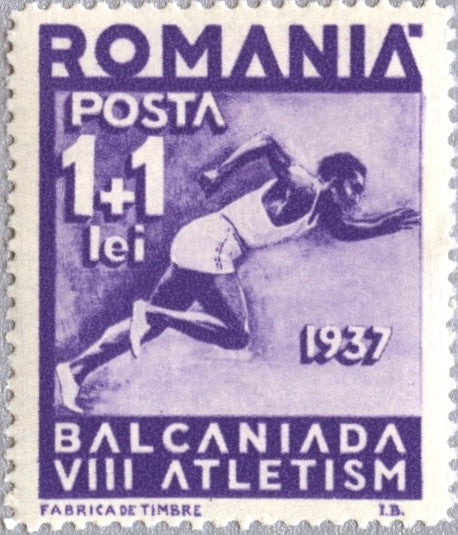 ROMANIA
POSTA
1+1
lei
1937
BALCANIADA
VIII ATLETISM
FABRICA DE TIMBRE I.B.